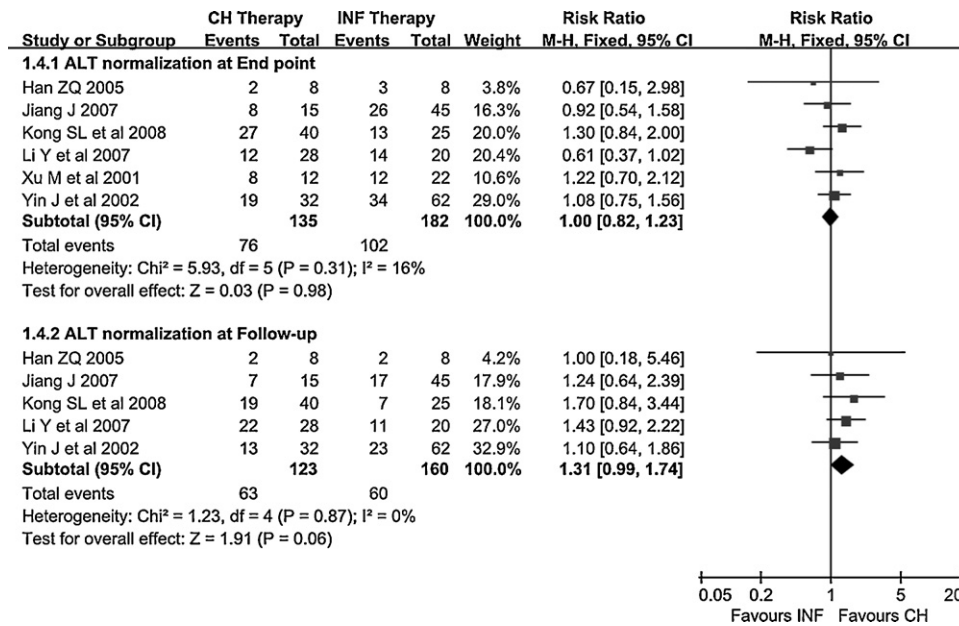 CH Therapy INF Therapy Risk Ratio Risk Ratio
Study or Subgroup Events Total Events Total Weight M-H, Fixed, 95% CI M-H, Fixed, 95% CI
1.4.1 ALT normalization at End point
Han ZQ 2005 2 8 3 8 3.8% 0.67 [0.15, 2.98]
Jiang J 2007 8 15 26 45 16.3% 0.92 [0.54, 1.58]
Kong SL et al 2008 27 40 13 25 20.0% 1.30 [0.84, 2.00]
Li Y et al 2007 12 28 14 20 20.4% 0.61 [0.37, 1.02]
Xu M et al 2001 8 12 12 22 10.6% 1.22 [0.70, 2.12]
Yin J et al 2002 19 32 34 62 29.0% 1.08 [0.75, 1.56]
Subtotal (95% CI) 135 182 100.0% 1.00 [0.82, 1.23]
Total events 76 102
Heterogeneity: Chi² = 5.93, df = 5 (P = 0.31); I² = 16%
Test for overall effect: Z = 0.03 (P = 0.98)
1.4.2 ALT normalization at Follow-up
Han ZQ 2005 2 8 2 8 4.2% 1.00 [0.18, 5.46]
Jiang J 2007 7 15 17 45 17.9% 1.24 [0.64, 2.39]
Kong SL et al 2008 19 40 7 25 18.1% 1.70 [0.84, 3.44]
Li Y et al 2007 22 28 11 20 27.0% 1.43 [0.92, 2.22]
Yin J et al 2002 13 32 23 62 32.9% 1.10 [0.64, 1.86]
Subtotal (95% CI) 123 160 100.0% 1.31 [0.99, 1.74]
Total events 63 60
Heterogeneity: Chi² = 1.23, df = 4 (P = 0.87); I² = 0%
Test for overall effect: Z = 1.91 (P = 0.06)
0.05 0.2 1 5 20
Favours INF Favours CH